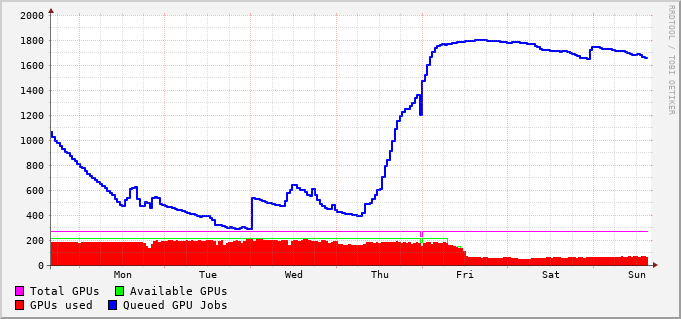 2000
1800
1600
1400
1200
1000
800
600
400
200
0
Mon Tue Wed Thu Fri Sat Sun
Total GPUs Available GPUs
GPUs used Queued GPU Jobs
RRDTOOL / TOBI OETIKER